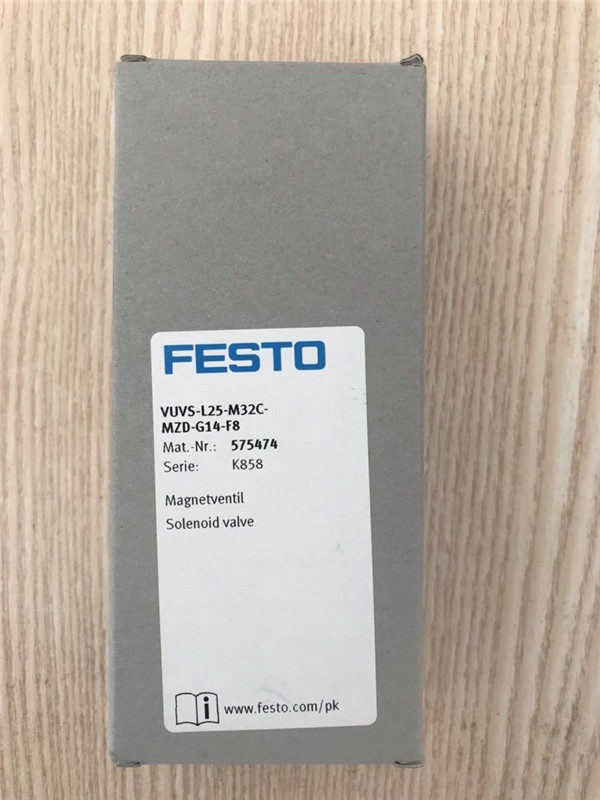 FESTO
VUVS-L25-M32C-
MZD-G14-F8
Mat.-Nr.: 575474
Serie: K858
Magnetventil
Solenoid valve
i www.festo.com/pk